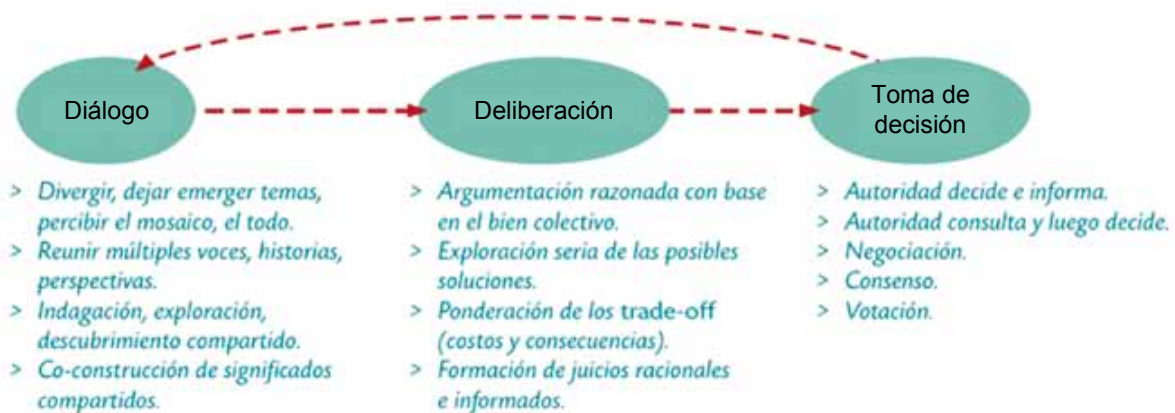 Diálogo
Deliberación
Toma de
decisión
> Divergir, dejar emerger temas,
percibir el mosaico, el todo.
> Reunir múltiples voces, historias,
perspectivas.
> Indagación, exploración,
descubrimiento compartido.
> Co-construcción de significados
compartidos.
> Argumentación razonada con base
en el bien colectivo.
> Exploración seria de las posibles
soluciones.
> Ponderación de los trade-off
(costos y consecuencias).
> Formación de juicios racionales
e informados.
> Autoridad decide e informa.
> Autoridad consulta y luego decide.
> Negociación.
> Consenso.
> Votación.